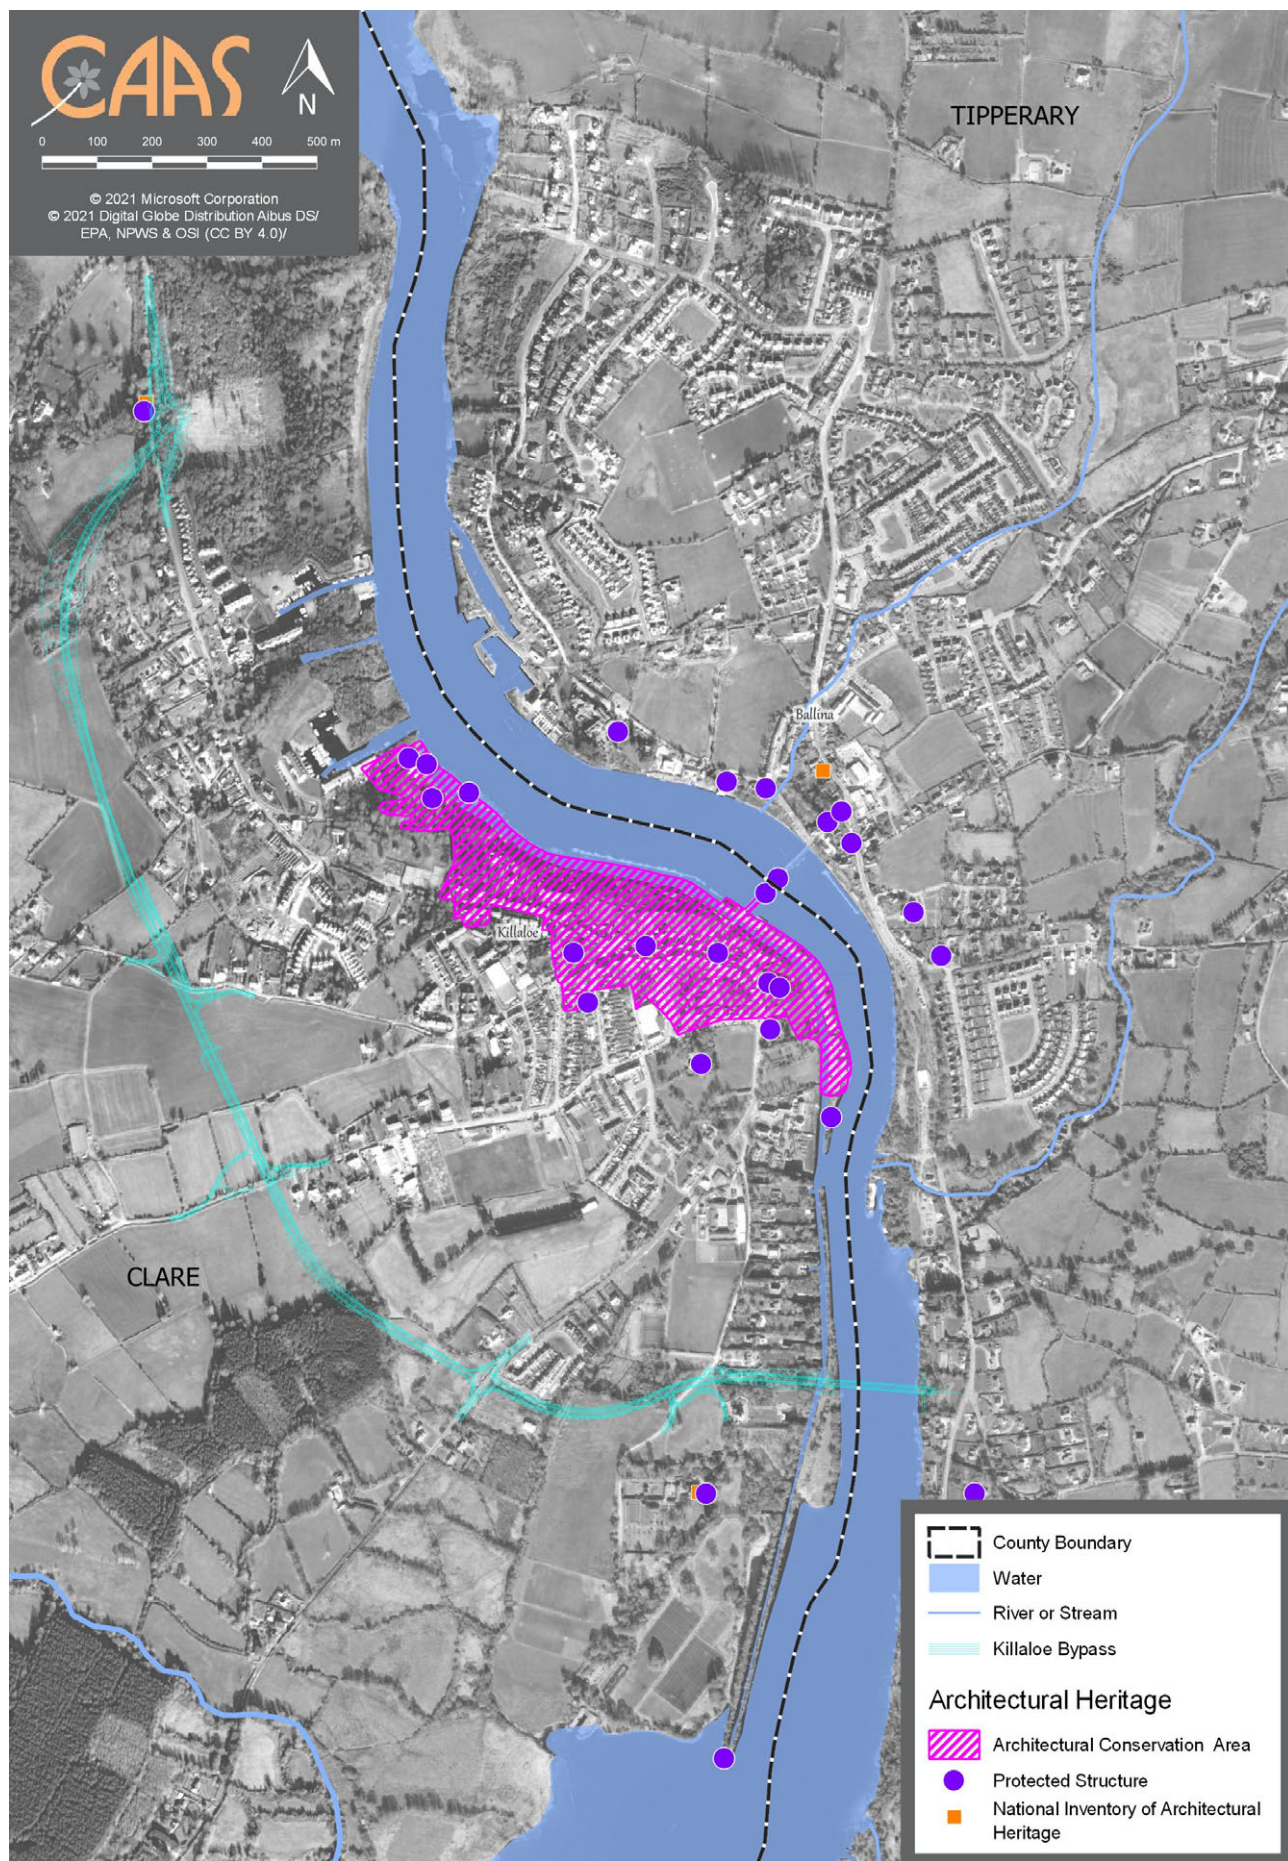 CAAS
N
0 100 200 300 400 500 m
© 2021 Microsoft Corporation
© 2021 Digital Globe Distribution Aibus DS/
EPA, NPWS & OSI (CC BY 4.0)/
TIPPERARY
Ballina
Killaloe
CLARE
County Boundary
Water
River or Stream
Killaloe Bypass
Architectural Heritage
Architectural Conservation Area
Protected Structure
National Inventory of Architectural
Heritage